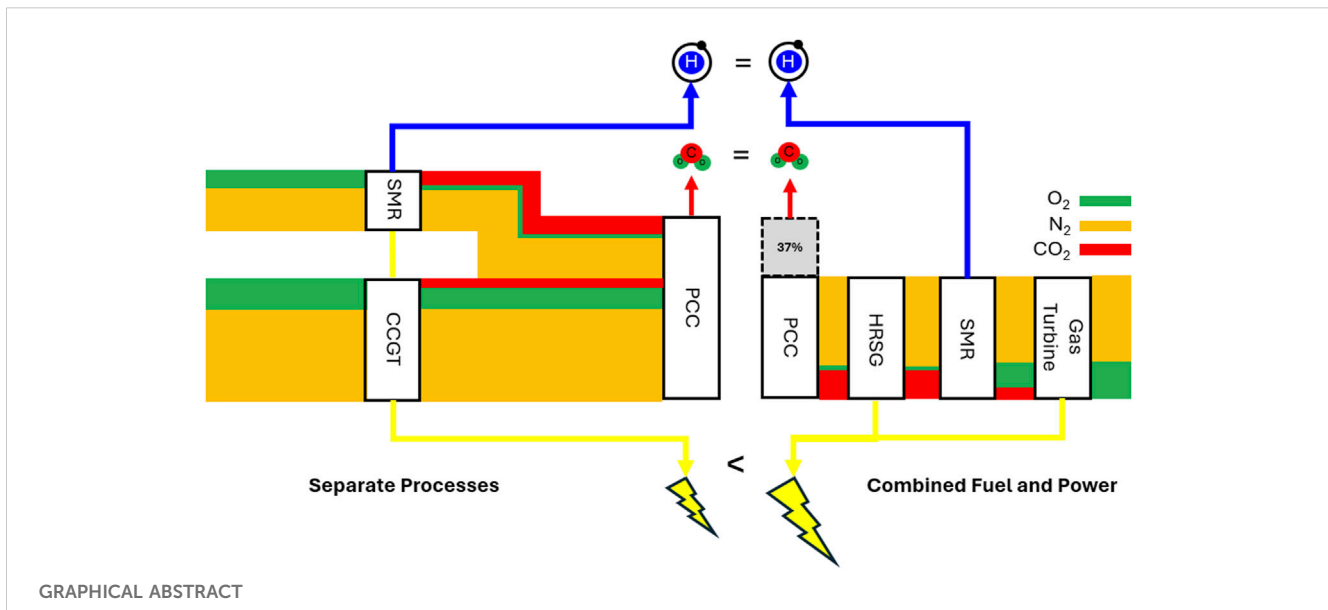 H = H
C O O = C O O
SMR
CCGT
PCC
37%
PCC
HRSG
SMR
Gas
Turbine
O₂
N₂
CO₂
<
Separate Processes
Combined Fuel and Power
GRAPHICAL ABSTRACT